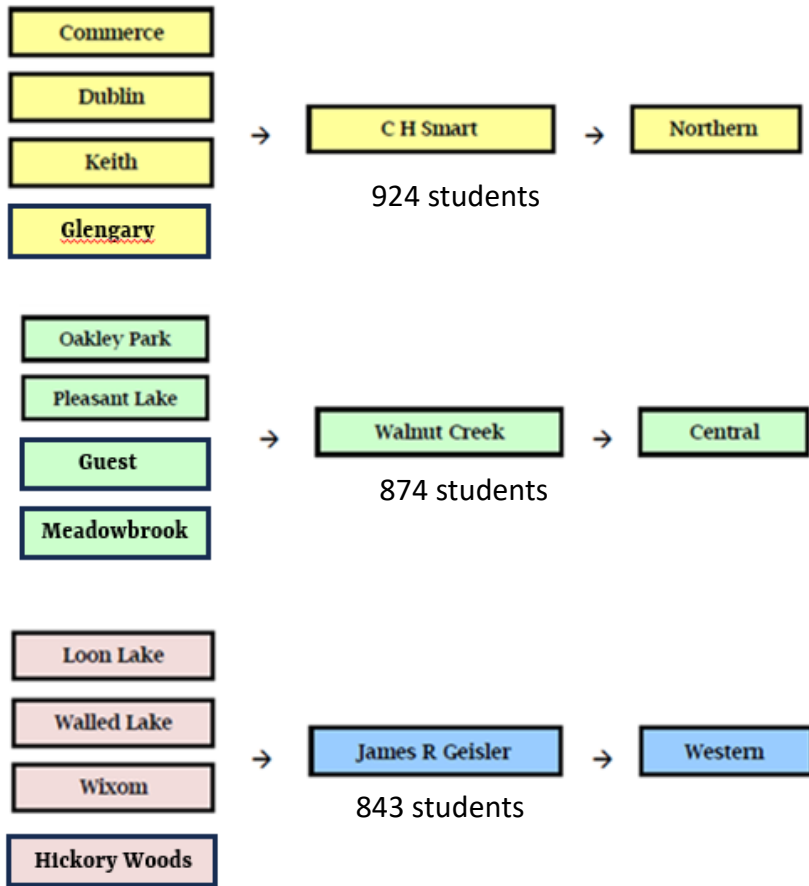 Commerce
Dublin
Keith
Glengary
→ C H Smart → Northern
924 students
Oakley Park
Pleasant Lake
Guest
Meadowbrook
→ Walnut Creek → Central
874 students
Loon Lake
Walled Lake
Wixom
Hickory Woods
→ James R Geisler → Western
843 students